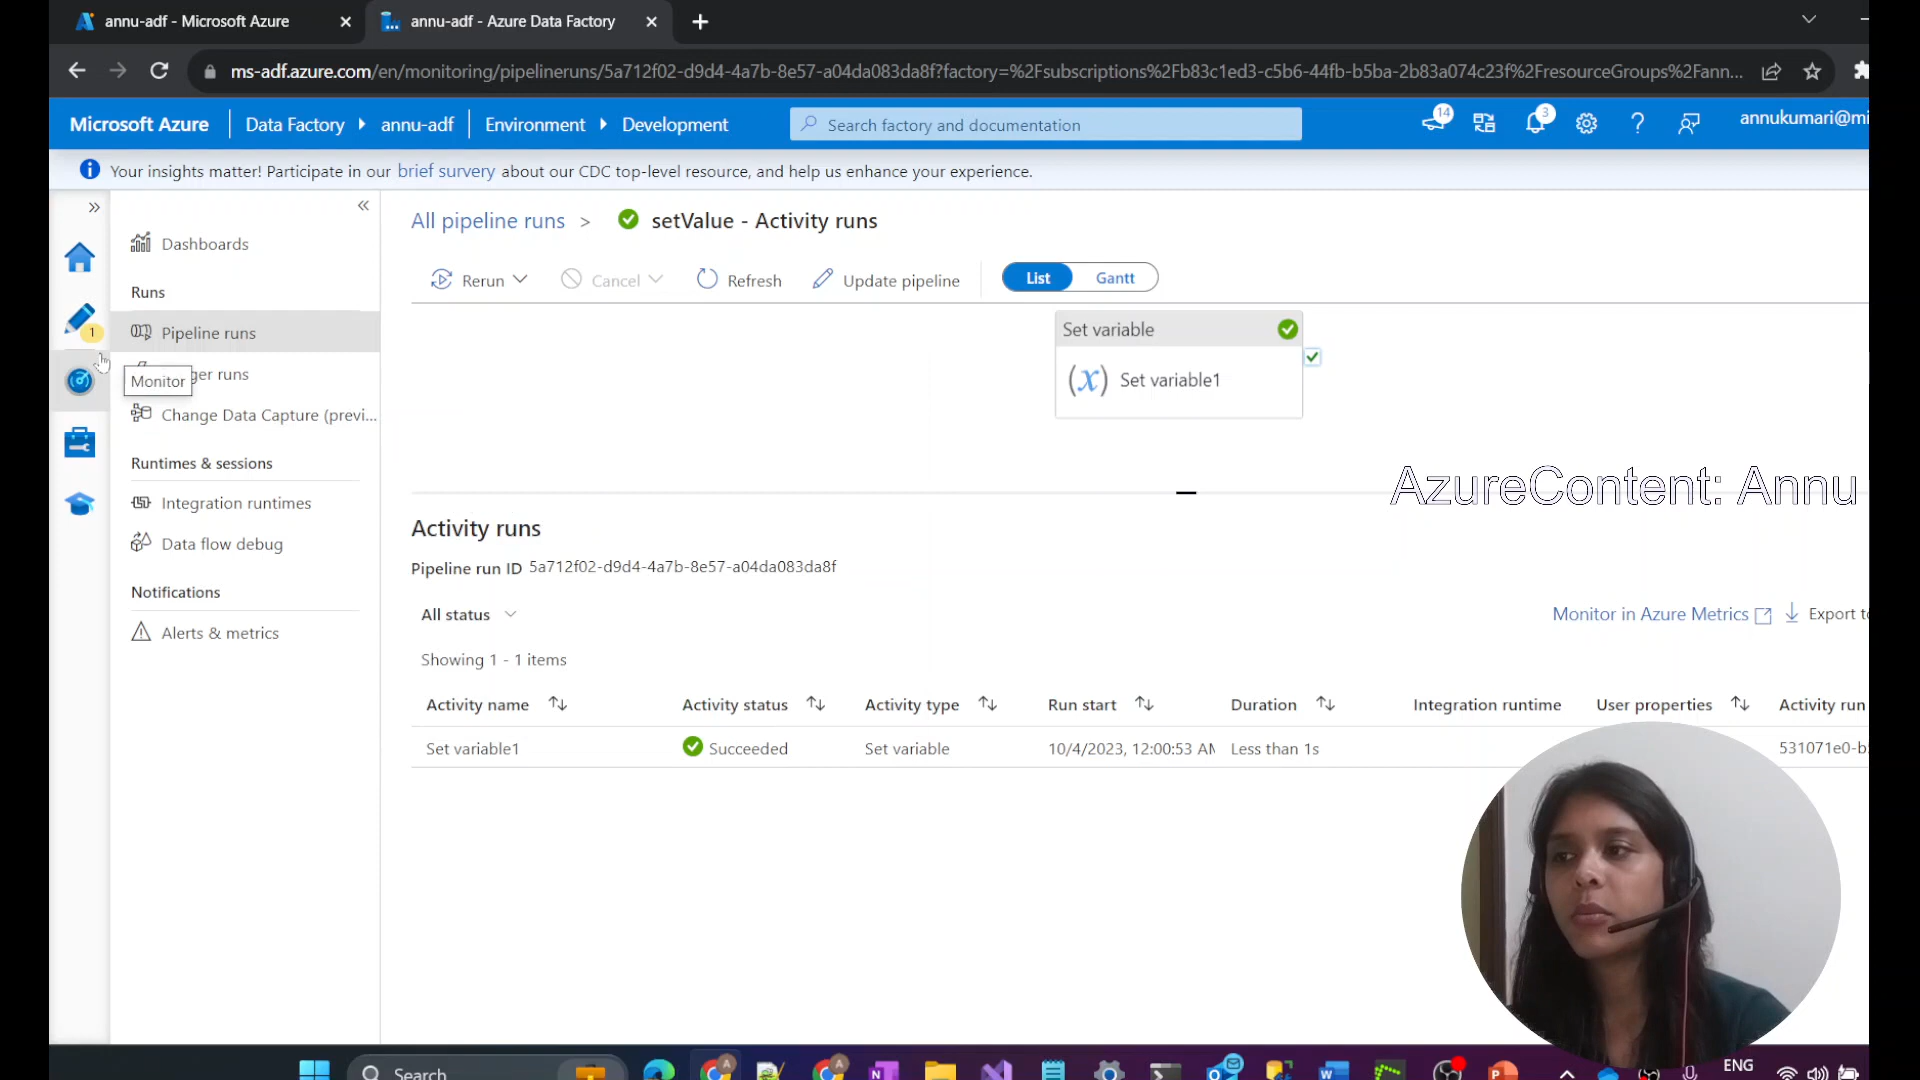 annu-adf - Microsoft Azure
annu-adf - Azure Data Factory
ms-adf.azure.com/en/monitoring/pipelineruns/5a712f02-d9d4-4a7b-8e57-a04da083da8f?factory=%2Fsubscriptions%2Fb83c1ed3-c5b6-44fb-b5ba-2b83a074c23f%2FresourceGroups%2Fann...
Microsoft Azure
Data Factory
annu-adf
Environment
Development
Search factory and documentation
14
3
annukumari@mi
Your insights matter! Participate in our brief survey about our CDC top-level resource, and help us enhance your experience.
Dashboards
Runs
1
Pipeline runs
Monitor
ger runs
Change Data Capture (previ...
Runtimes & sessions
Integration runtimes
Data flow debug
Notifications
Alerts & metrics
All pipeline runs > setValue - Activity runs
Rerun
Cancel
Refresh
Update pipeline
List
Gantt
Set variable
(x) Set variable1
AzureContent: Annu
Activity runs
Pipeline run ID 5a712f02-d9d4-4a7b-8e57-a04da083da8f
All status
Monitor in Azure Metrics
Export to
Showing 1 - 1 items
Activity name
Activity status
Activity type
Run start
Duration
Integration runtime
User properties
Activity run
Set variable1
Succeeded
Set variable
10/4/2023, 12:00:53 AM
Less than 1s
531071e0-b
Search
ENG